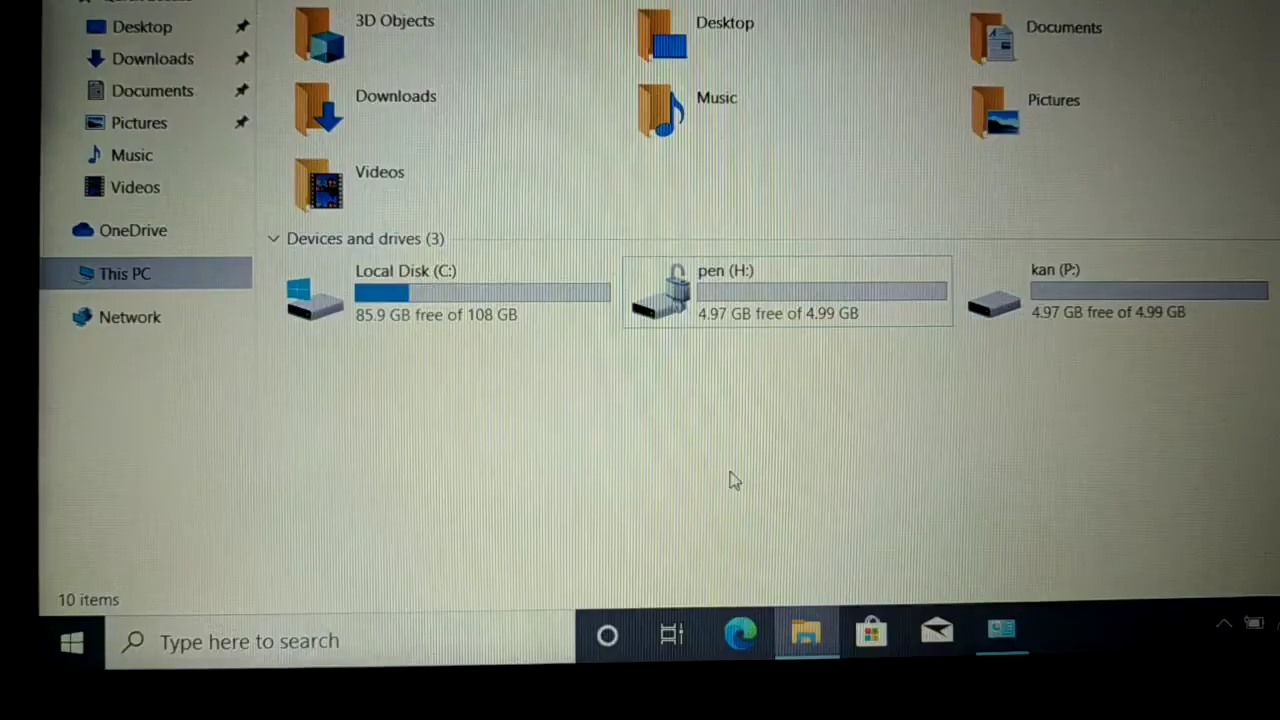 Desktop
Downloads
Documents
Pictures
Music
Videos
OneDrive
This PC
Network
3D Objects
Desktop
Documents
Downloads
Music
Pictures
Videos
Devices and drives (3)
Local Disk (C:)
85.9 GB free of 108 GB
pen (H:)
4.97 GB free of 4.99 GB
kan (P:)
4.97 GB free of 4.99 GB
10 items
Type here to search